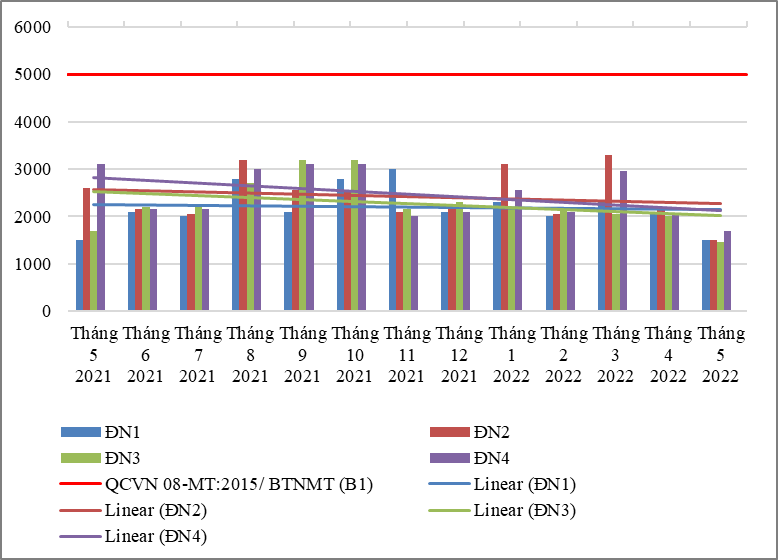 6000
5000
4000
3000
2000
1000
0
Tháng Tháng Tháng Tháng Tháng Tháng Tháng Tháng Tháng Tháng Tháng Tháng Tháng
5 6 7 8 9 10 11 12 1 2 3 4 5
2021 2021 2021 2021 2021 2021 2021 2021 2022 2022 2022 2022 2022
ĐN1 ĐN2
ĐN3 ĐN4
QCVN 08-MT:2015/ BTNMT (B1) Linear (ĐN1)
Linear (ĐN2) Linear (ĐN3)
Linear (ĐN4)